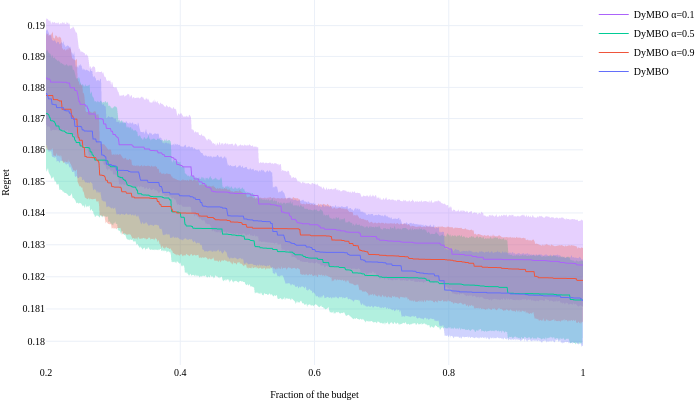 0.19
0.189
0.188
0.187
0.186
0.185
0.184
0.183
0.182
0.181
0.18
Regret
0.2 0.4 0.6 0.8 1
Fraction of the budget
DyMBO α=0.1
DyMBO α=0.5
DyMBO α=0.9
DyMBO